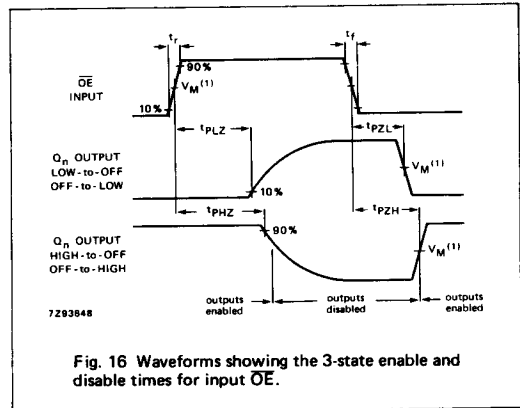 tr
tf
90%
OE
INPUT
VM(1)
10%
tPLZ
tPZL
Qn OUTPUT
LOW-to-OFF
OFF-to-LOW
VM(1)
10%
tPHZ
tPZH
90%
Qn OUTPUT
HIGH-to-OFF
OFF-to-HIGH
VM(1)
outputs
enabled
outputs
disabled
outputs
enabled
7Z93848
Fig. 16 Waveforms showing the 3-state enable and
disable times for input OE.